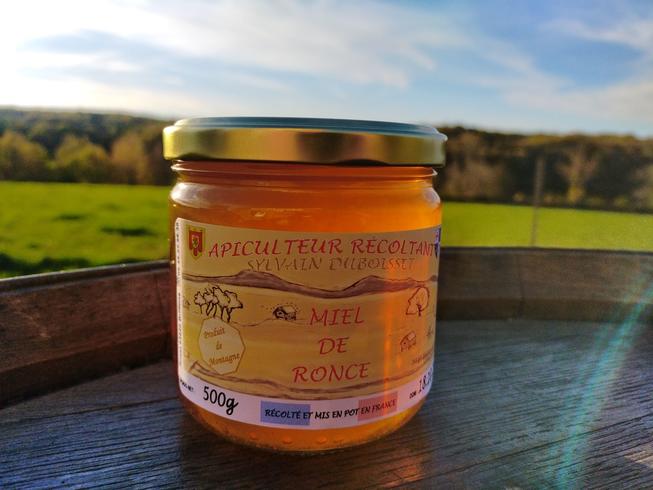 APICULTEUR RÉCOLTANT
SYLVAIN DUBOISSET
MIEL
DE
RONCE
Produit
de
Montagne
500g
RÉCOLTÉ ET MIS EN POT EN FRANCE